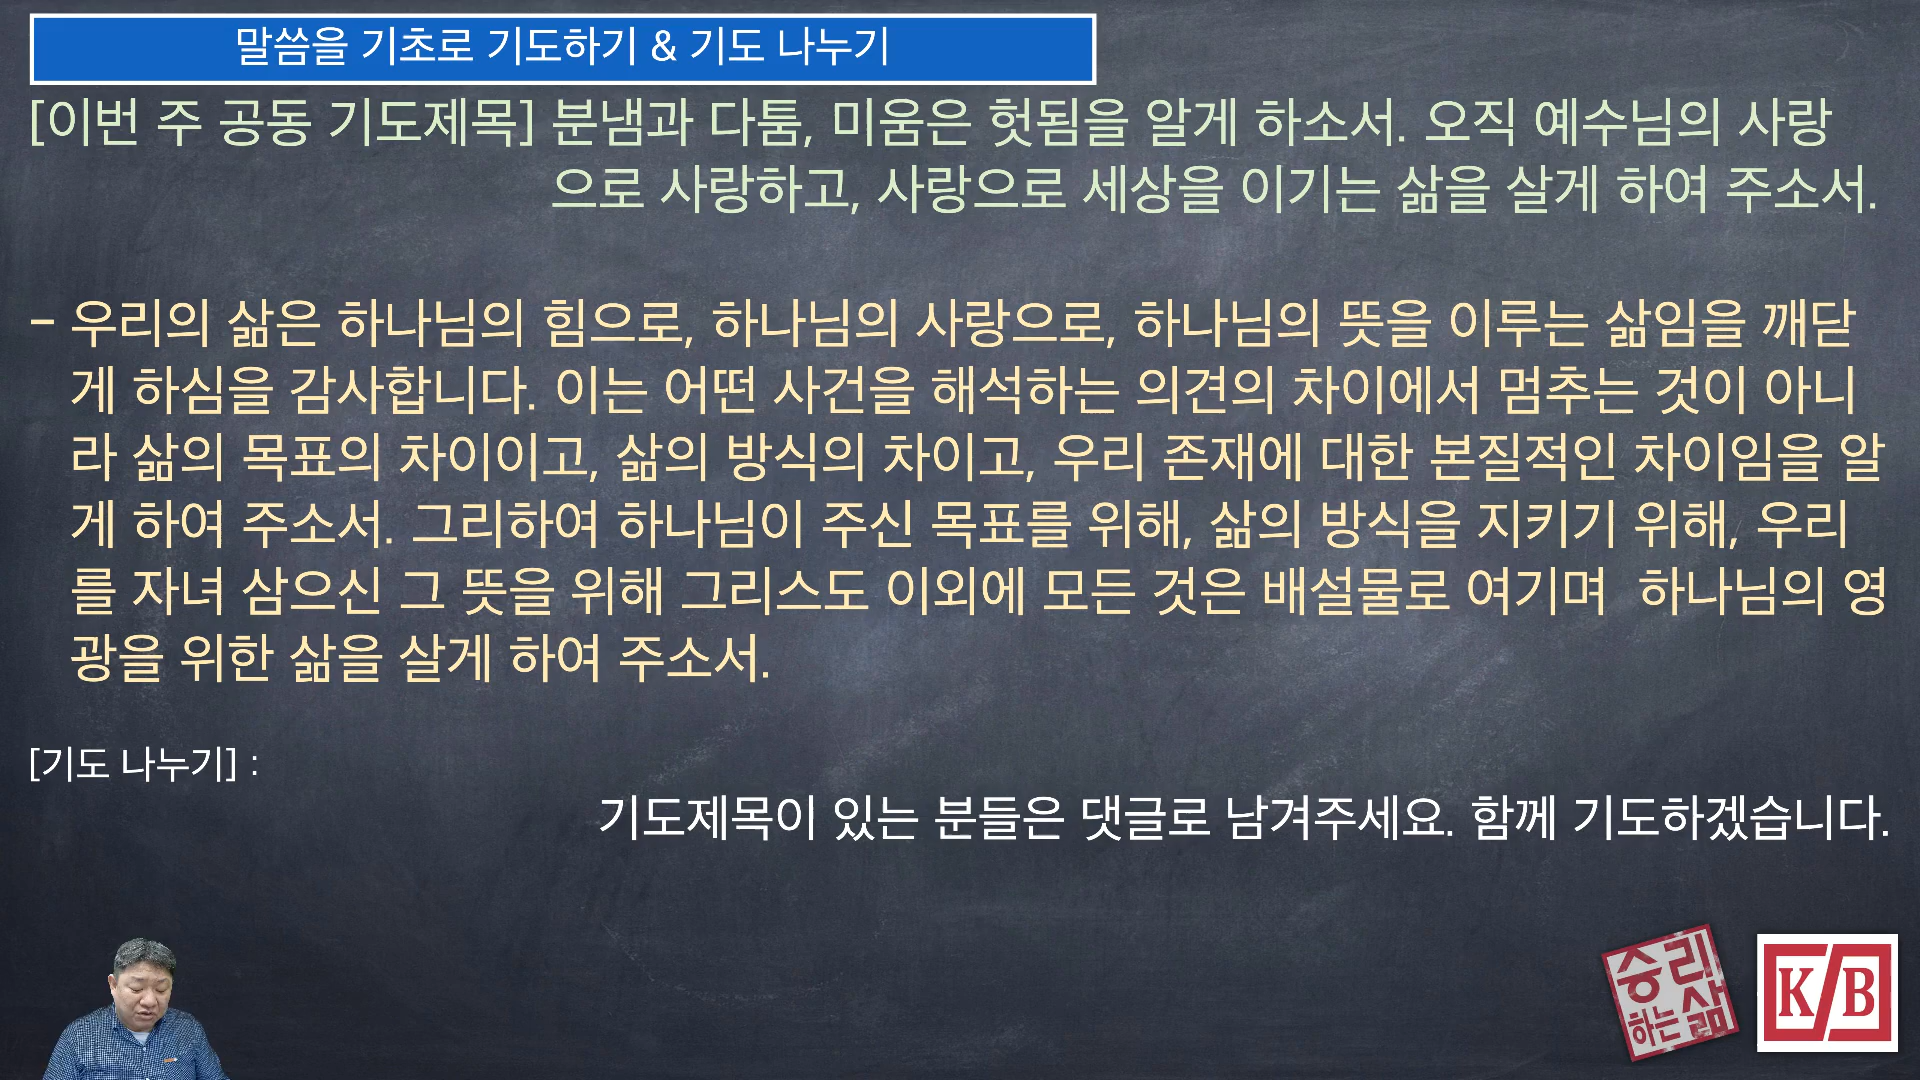 말씀을 기초로 기도하기 & 기도 나누기
[이번 주 공동 기도제목] 분냄과 다툼, 미움은 헛됨을 알게 하소서. 오직 예수님의 사랑
으로 사랑하고, 사랑으로 세상을 이기는 삶을 살게 하여 주소서.
- 우리의 삶은 하나님의 힘으로, 하나님의 사랑으로, 하나님의 뜻을 이루는 삶임을 깨닫
게 하심을 감사합니다. 이는 어떤 사건을 해석하는 의견의 차이에서 멈추는 것이 아니
라 삶의 목표의 차이이고, 삶의 방식의 차이고, 우리 존재에 대한 본질적인 차이임을 알
게 하여 주소서. 그리하여 하나님이 주신 목표를 위해, 삶의 방식을 지키기 위해, 우리
를 자녀 삼으신 그 뜻을 위해 그리스도 이외에 모든 것은 배설물로 여기며 하나님의 영
광을 위한 삶을 살게 하여 주소서.
[기도 나누기] :
기도제목이 있는 분들은 댓글로 남겨주세요. 함께 기도하겠습니다.
승리
하는 삶
K/B